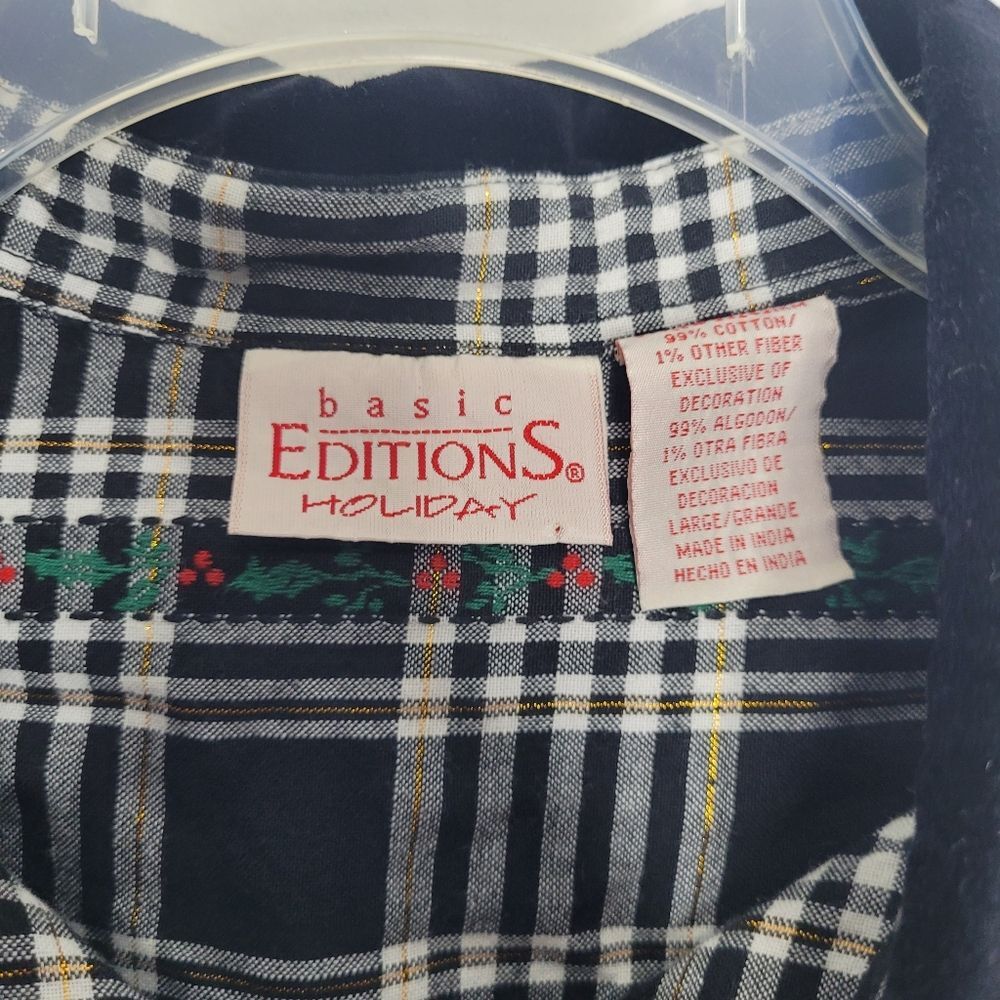 basic
EDITIONS®
HOLIDAY
99% COTTON/
1% OTHER FIBER
EXCLUSIVE OF
DECORATION
99% ALGODON/
1% OTRA FIBRA
EXCLUSIVO DE
DECORACION
LARGE/GRANDE
MADE IN INDIA
HECHO EN INDIA